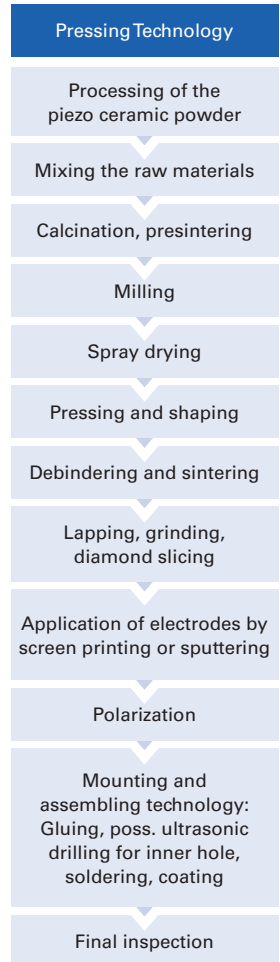 Pressing Technology
Processing of the
piezo ceramic powder
Mixing the raw materials
Calcination, presintering
Milling
Spray drying
Pressing and shaping
Debindering and sintering
Lapping, grinding,
diamond slicing
Application of electrodes by
screen printing or sputtering
Polarization
Mounting and
assembling technology:
Gluing, poss. ultrasonic
drilling for inner hole,
soldering, coating
Final inspection